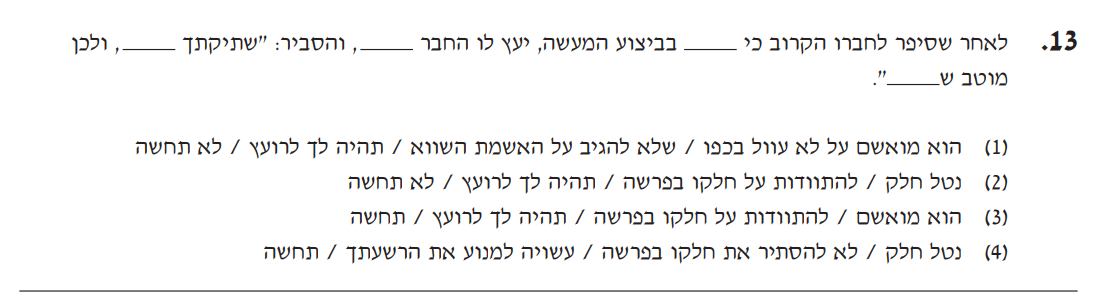 13. לאחר שסיפר לחברו הקרוב כי _____ בביצוע המעשה, יעץ לו החבר _____, והסביר: "שתיקתך _____, ולכן
מוטב ש_____".
(1) הוא מואשם על לא עוול בכפו / שלא להגיב על האשמת השווא / תהיה לך לרועץ / לא תחשה
(2) נטל חלק / להתוודות על חלקו בפרשה / תהיה לך לרועץ / לא תחשה
(3) הוא מואשם / להתוודות על חלקו בפרשה / תהיה לך לרועץ / תחשה
(4) נטל חלק / לא להסתיר את חלקו בפרשה / עשויה למנוע את הרשעתך / תחשה